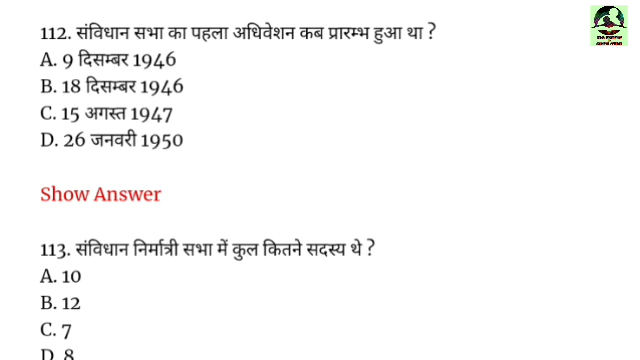 112. संविधान सभा का पहला अधिवेशन कब प्रारम्भ हुआ था ?
A. 9 दिसम्बर 1946
B. 18 दिसम्बर 1946
C. 15 अगस्त 1947
D. 26 जनवरी 1950
Show Answer
113. संविधान निर्मात्री सभा में कुल कितने सदस्य थे ?
A. 10
B. 12
C. 7
D. 8